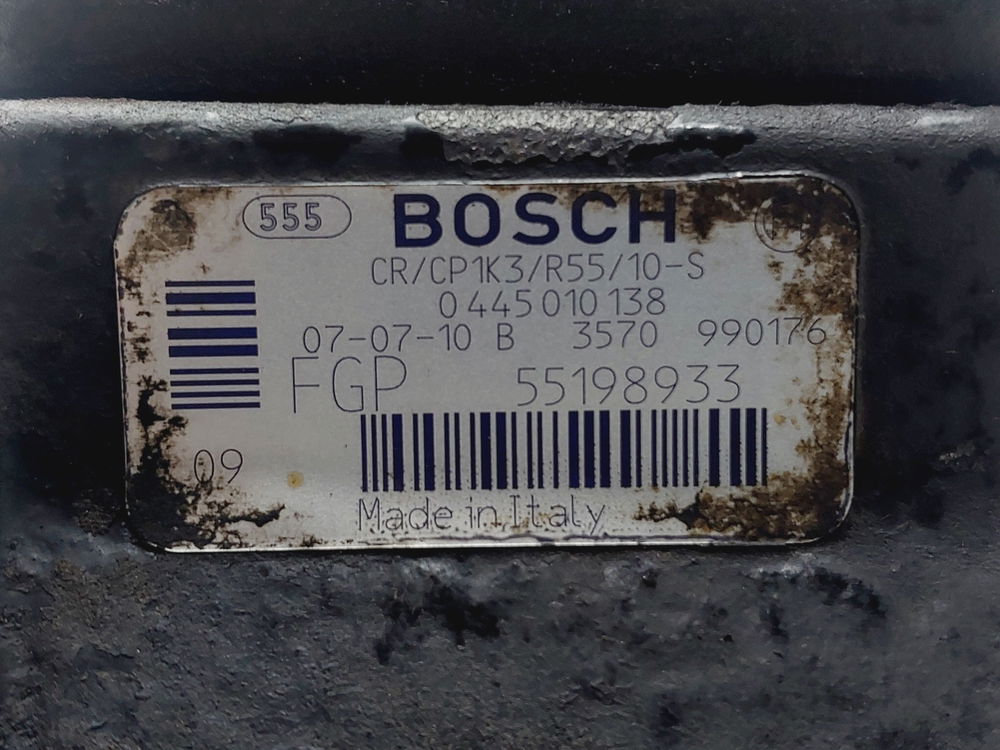 555 BOSCH H
CR/CP1K3/R55/10-S
0 445 010 138
07-07-10 B 3570 990176
FGP 55198933
09
Made in Italy